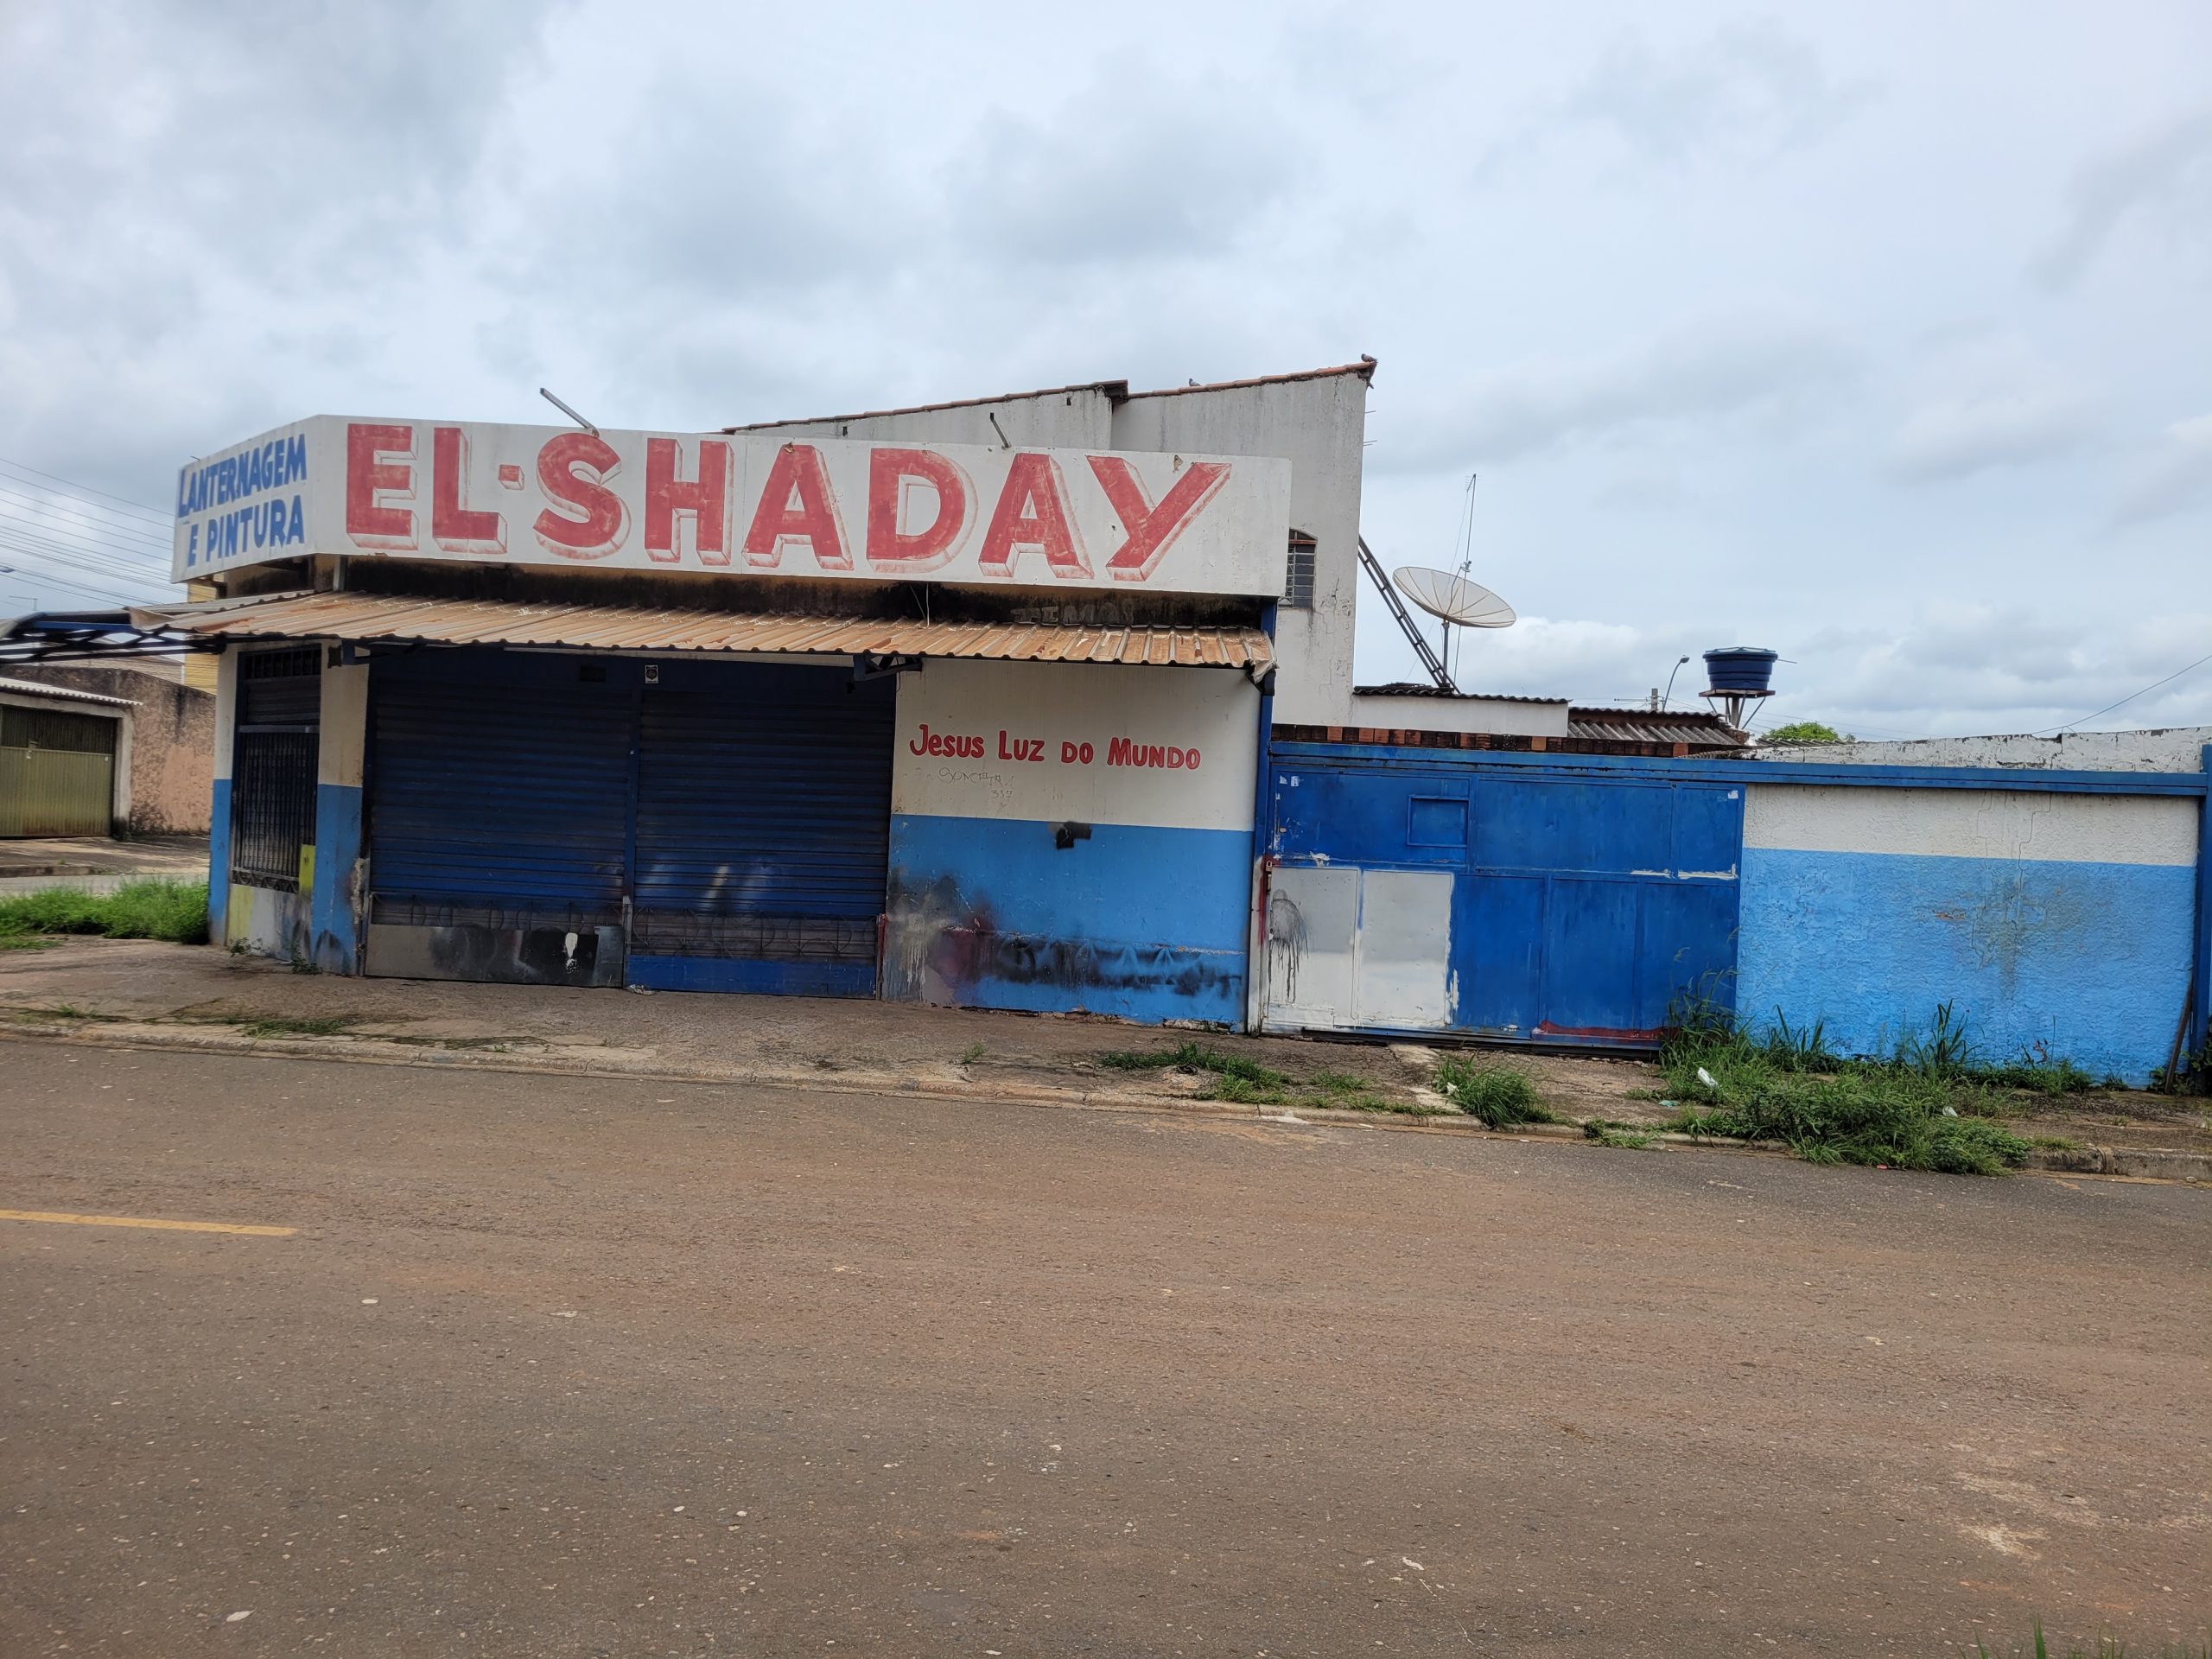 LANTERNAGEM
E PINTURA
EL-SHADAY
JESUS LUZ DO MUNDO